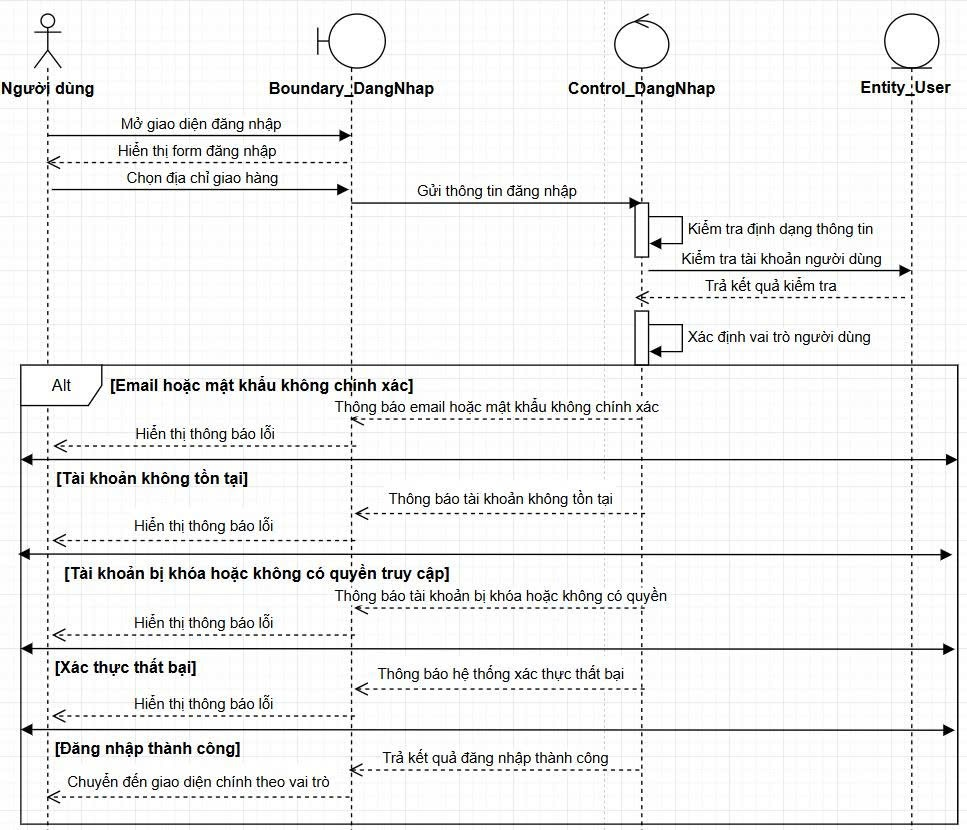 Người dùng
Boundary_DangNhap
Control_DangNhap
Entity_User
Mở giao diện đăng nhập
Hiển thị form đăng nhập
Chọn địa chỉ giao hàng
Gửi thông tin đăng nhập
Kiểm tra định dạng thông tin
Kiểm tra tài khoản người dùng
Trả kết quả kiểm tra
Xác định vai trò người dùng
Alt
[Email hoặc mật khẩu không chính xác]
Thông báo email hoặc mật khẩu không chính xác
Hiển thị thông báo lỗi
[Tài khoản không tồn tại]
Thông báo tài khoản không tồn tại
Hiển thị thông báo lỗi
[Tài khoản bị khóa hoặc không có quyền truy cập]
Thông báo tài khoản bị khóa hoặc không có quyền
Hiển thị thông báo lỗi
[Xác thực thất bại]
Thông báo hệ thống xác thực thất bại
Hiển thị thông báo lỗi
[Đăng nhập thành công]
Trả kết quả đăng nhập thành công
Chuyển đến giao diện chính theo vai trò